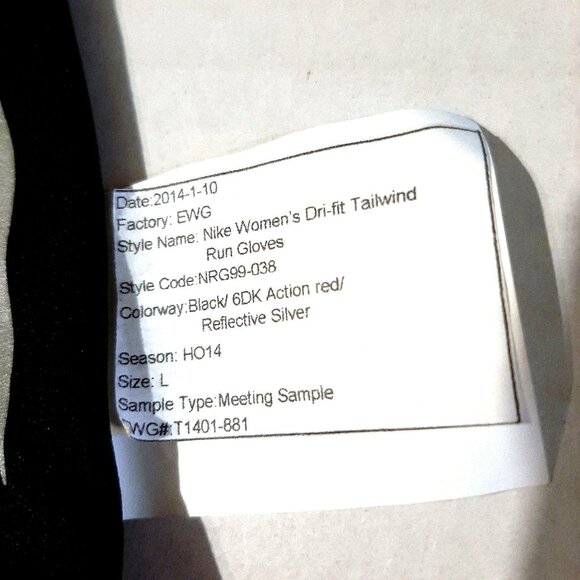 Date:2014-1-10
Factory: EWG
Style Name: Nike Women's Dri-fit Tailwind
Run Gloves
Style Code:NRG99-038
Colorway:Black/ 6DK Action red/
Reflective Silver
Season: HO14
Size: L
Sample Type:Meeting Sample
EWG#:T1401-881